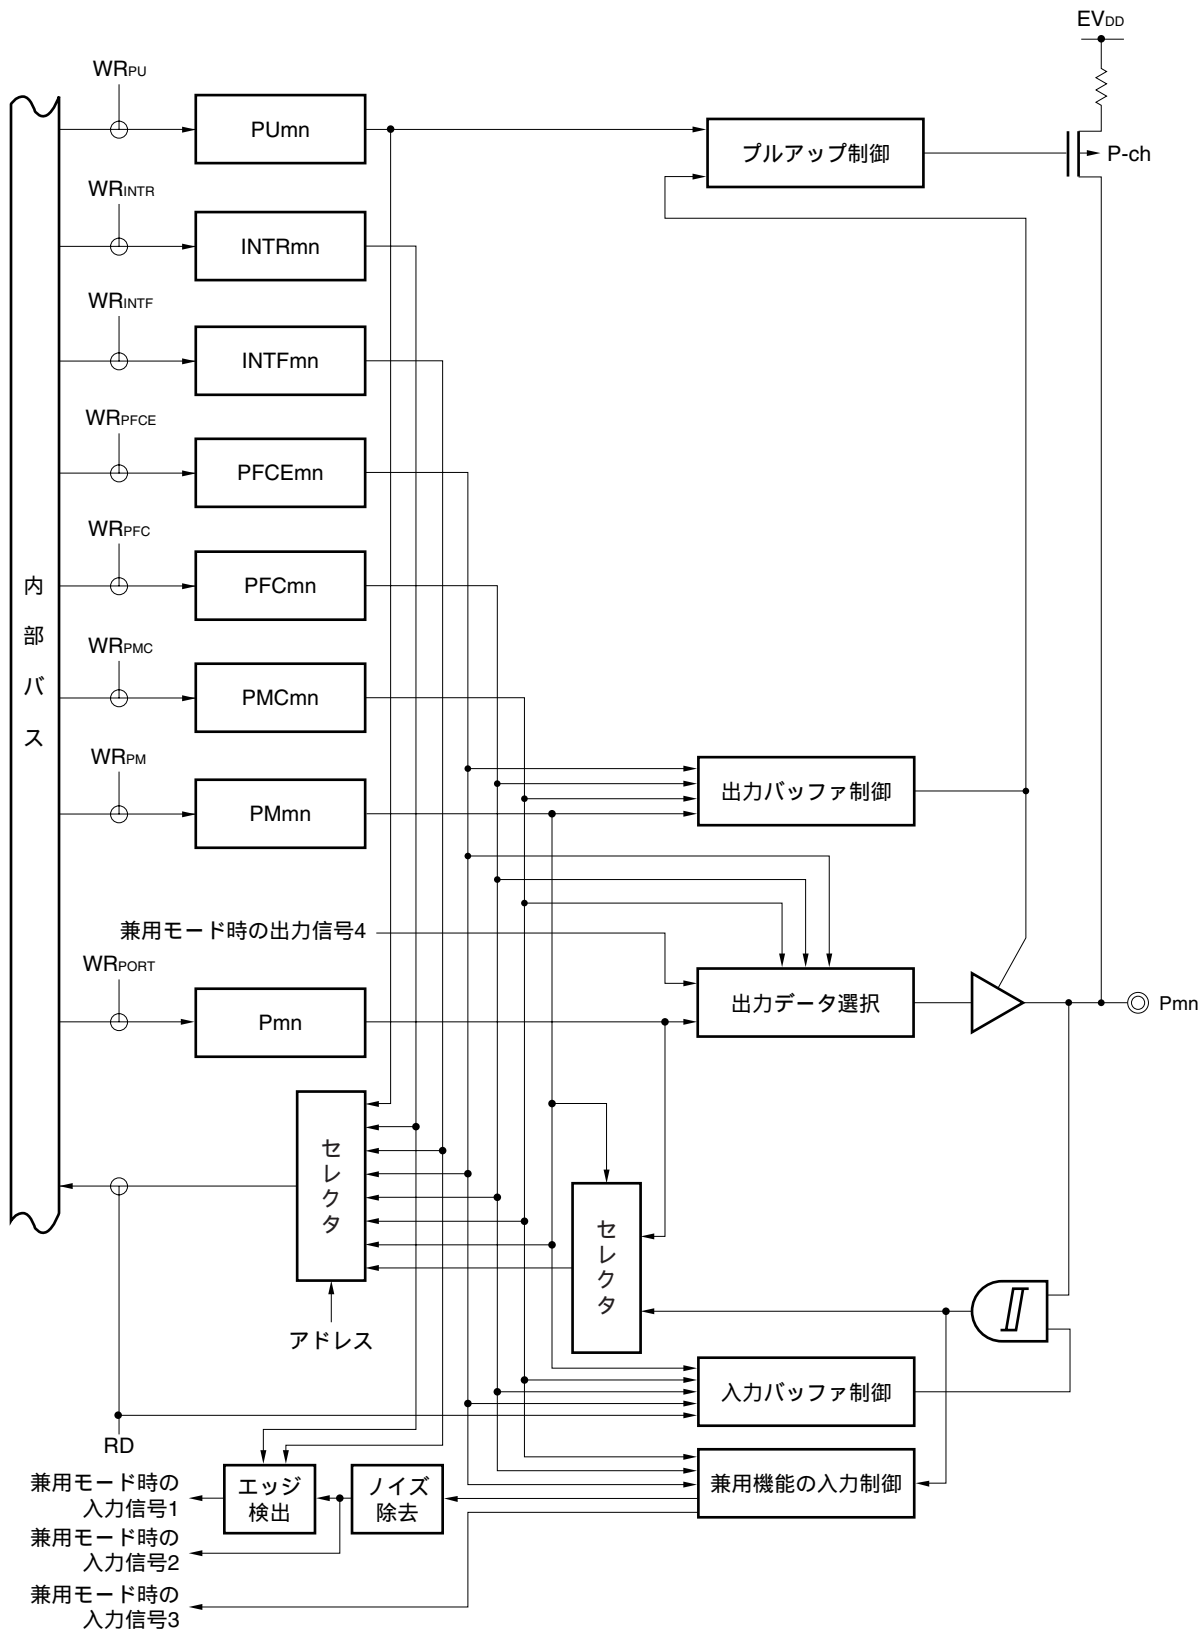 EVDD
WRPU
PUmn
プルアップ制御
P-ch
WRINTR
INTRmn
WRINTF
INTFmn
WRPFCE
PFCEmn
WRPFC
PFCmn
内部バス
WRPMC
PMCmn
WRPM
PMmn
出力バッファ制御
兼用モード時の出力信号4
WRPORT
Pmn
出力データ選択
Pmn
セレクタ
セレクタ
アドレス
入力バッファ制御
RD
兼用モード時の
入力信号1
エッジ
検出
ノイズ
除去
兼用機能の入力制御
兼用モード時の
入力信号2
兼用モード時の
入力信号3